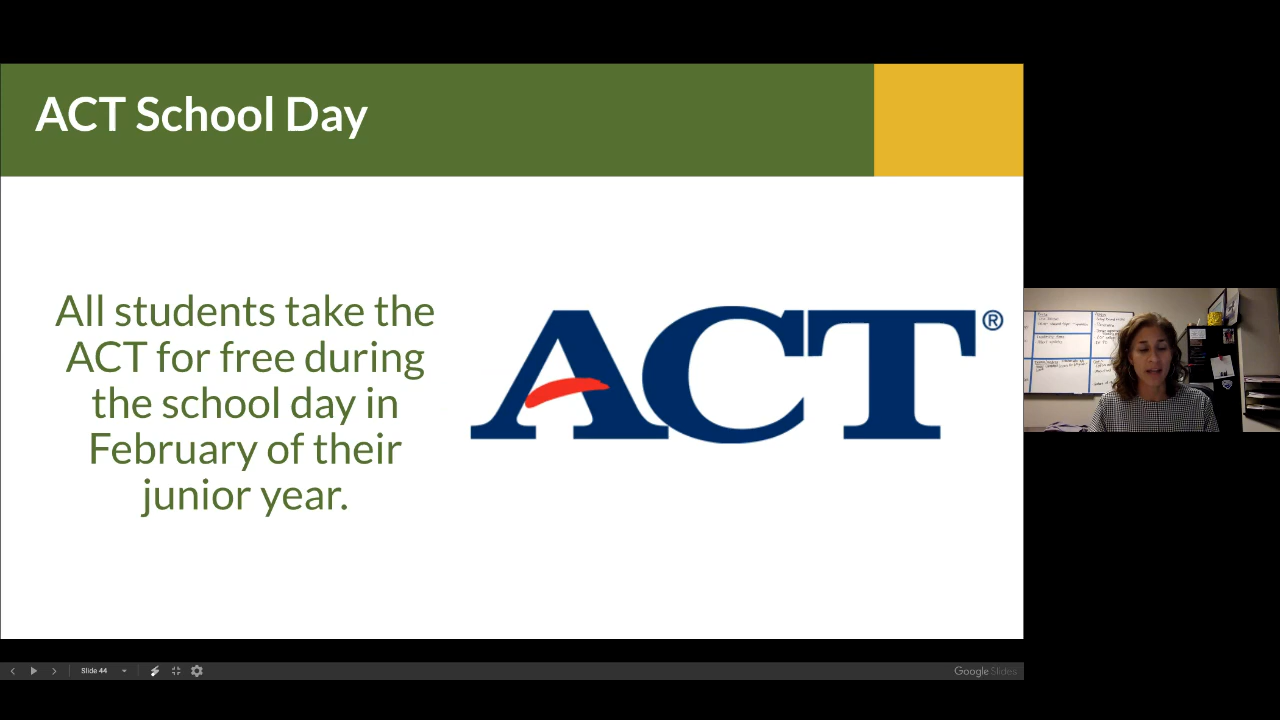 ACT School Day
All students take the
ACT for free during
the school day in
February of their
junior year.
ACT®
Slide 44
Google Slides